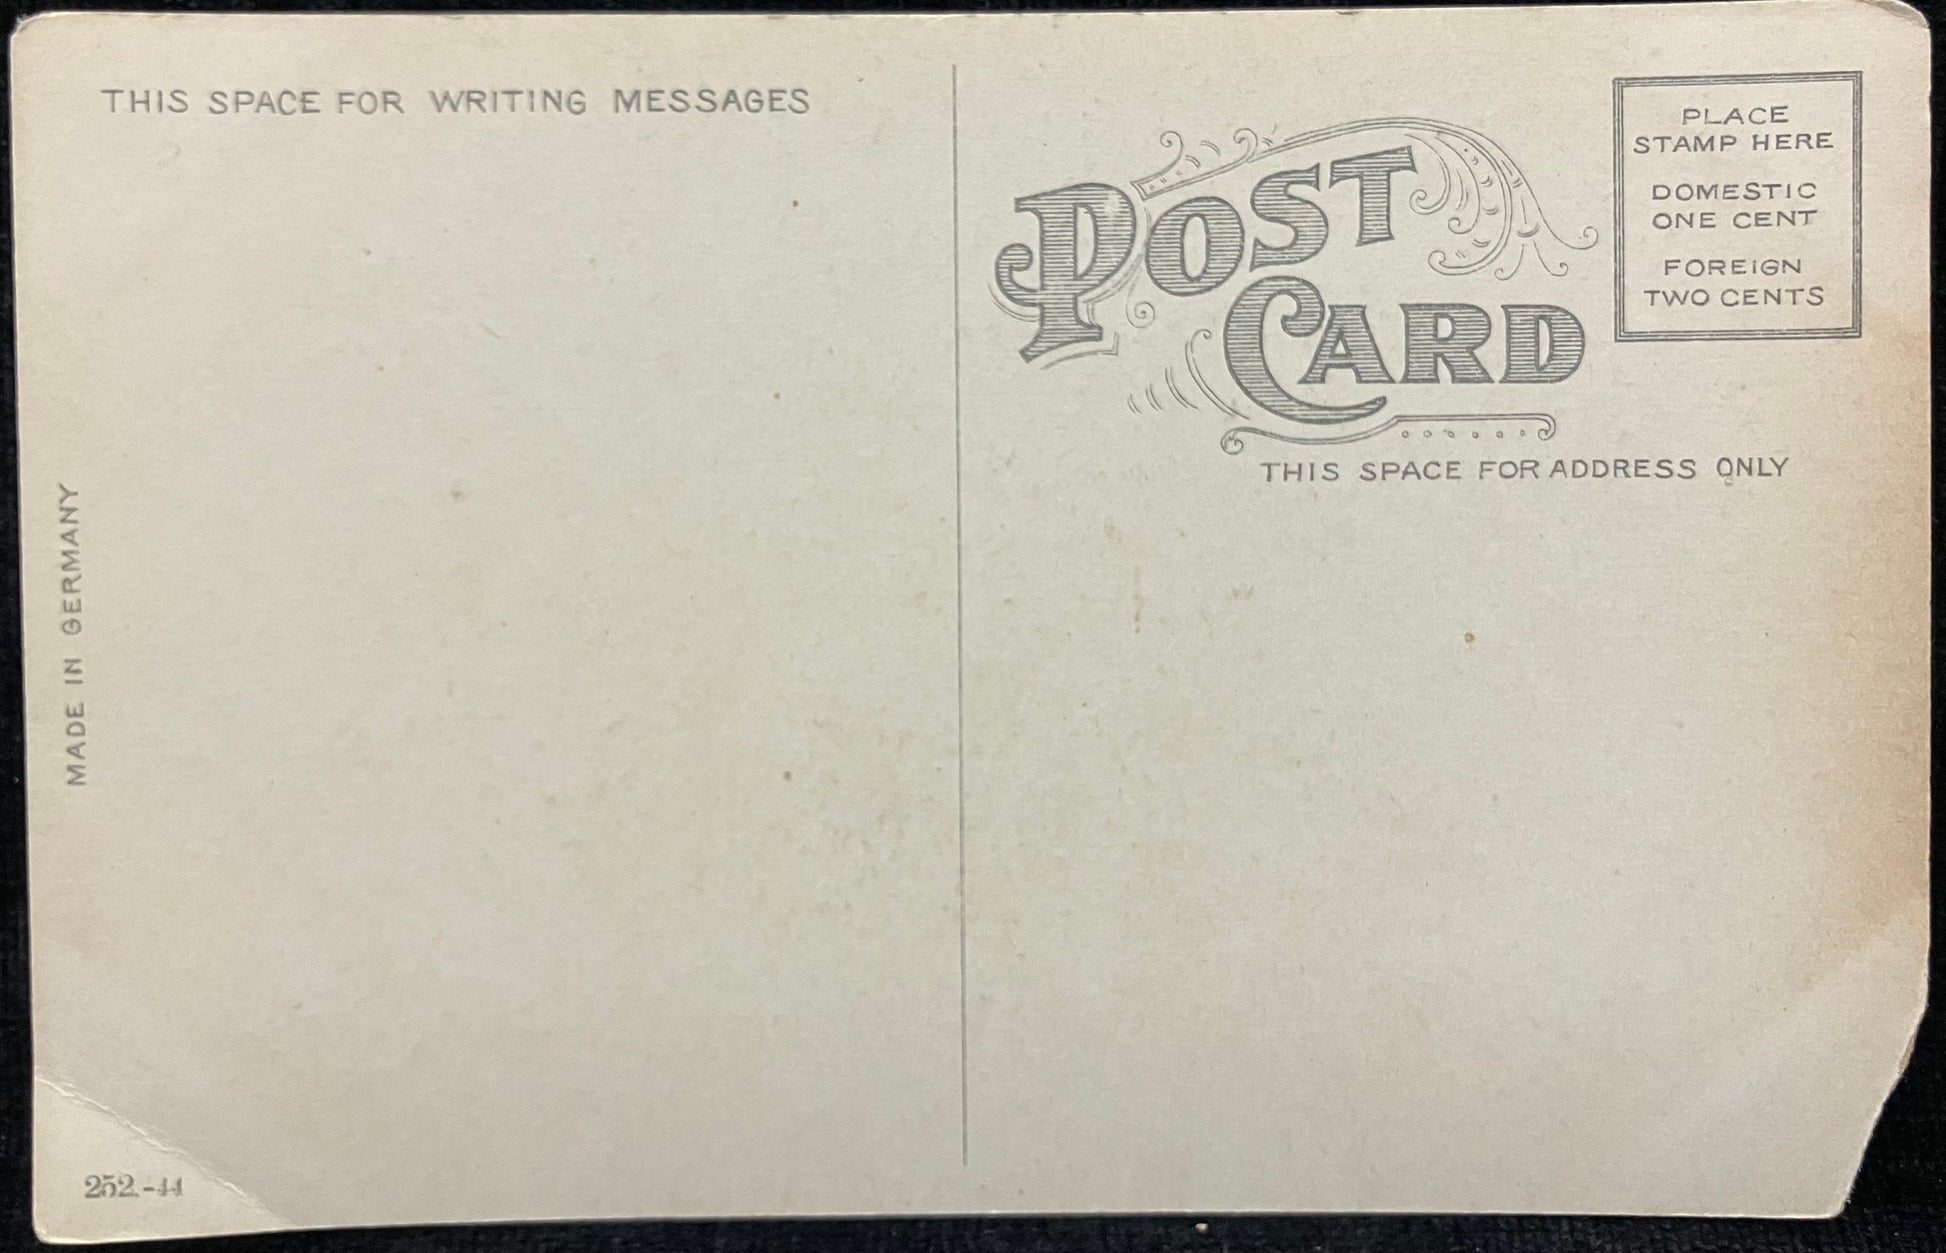 THIS SPACE FOR WRITING MESSAGES
POST
CARD
PLACE
STAMP HERE
DOMESTIC
ONE CENT
FOREIGN
TWO CENTS
THIS SPACE FOR ADDRESS ONLY
MADE IN GERMANY
252.-44